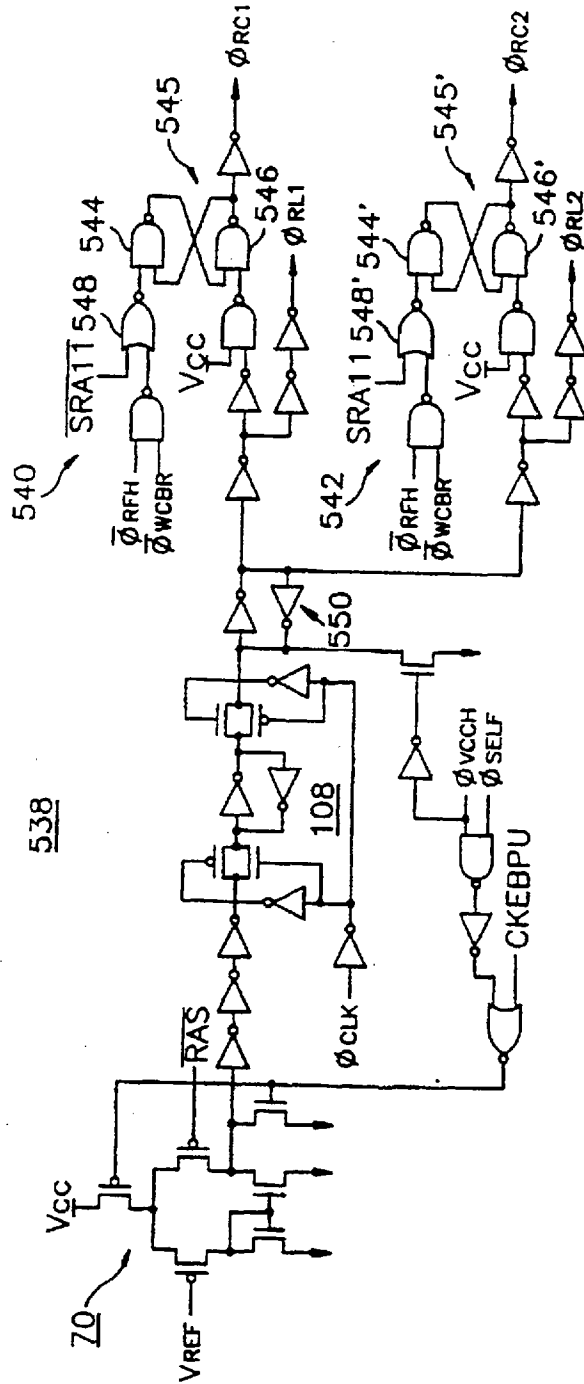 538
70
VCC
VREF
RAS
øCLK
108
550
CKEBPU
øVCCH
øSELF
540
øRFH
øWCBR
SRA11
548
544
545
546
VCC
øRC1
øRL1
542
øRFH
øWCBR
SRA11
548'
544'
545'
546'
VCC
øRC2
øRL2